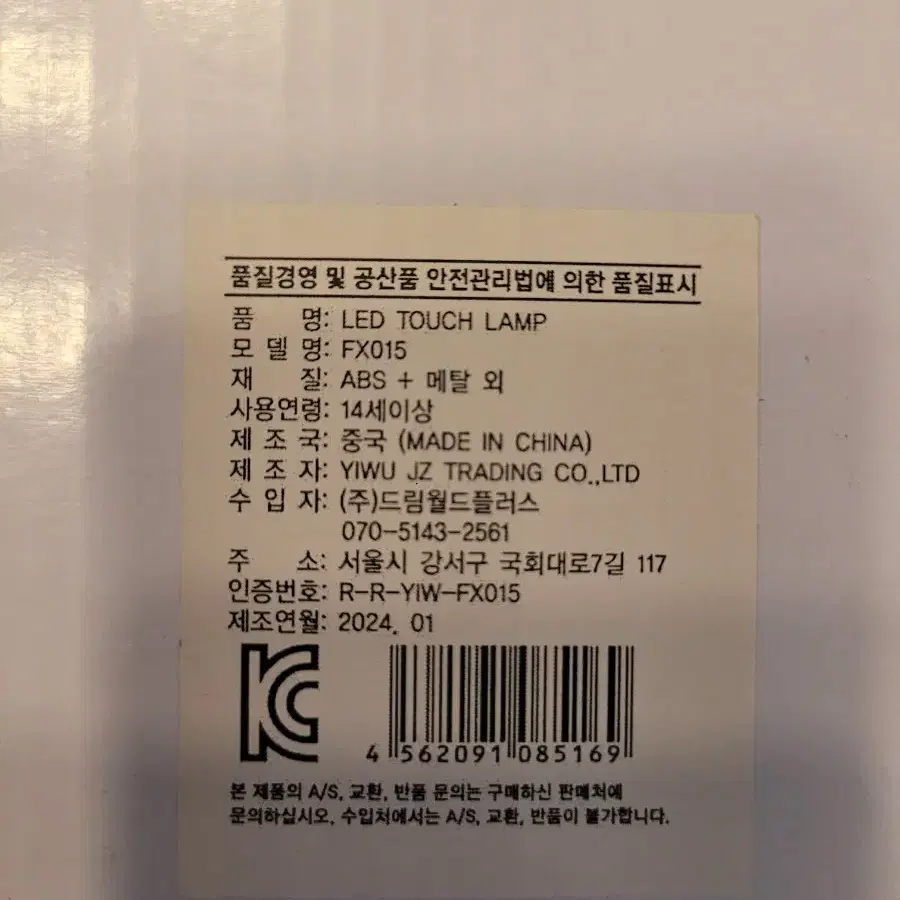 품질경영 및 공산품 안전관리법에 의한 품질표시
품 명: LED TOUCH LAMP
모 델 명: FX015
재 질: ABS + 메탈 외
사용연령: 14세이상
제 조 국: 중국 (MADE IN CHINA)
제 조 자: YIWU JZ TRADING CO.,LTD
수 입 자: (주)드림월드플러스
070-5143-2561
주 소: 서울시 강서구 국회대로7길 117
인증번호: R-R-YIW-FX015
제조연월: 2024. 01
KC
4 562091 085169
본 제품의 A/S, 교환, 반품 문의는 구매하신 판매처에
문의하십시오. 수입처에서는 A/S, 교환, 반품이 불가합니다.